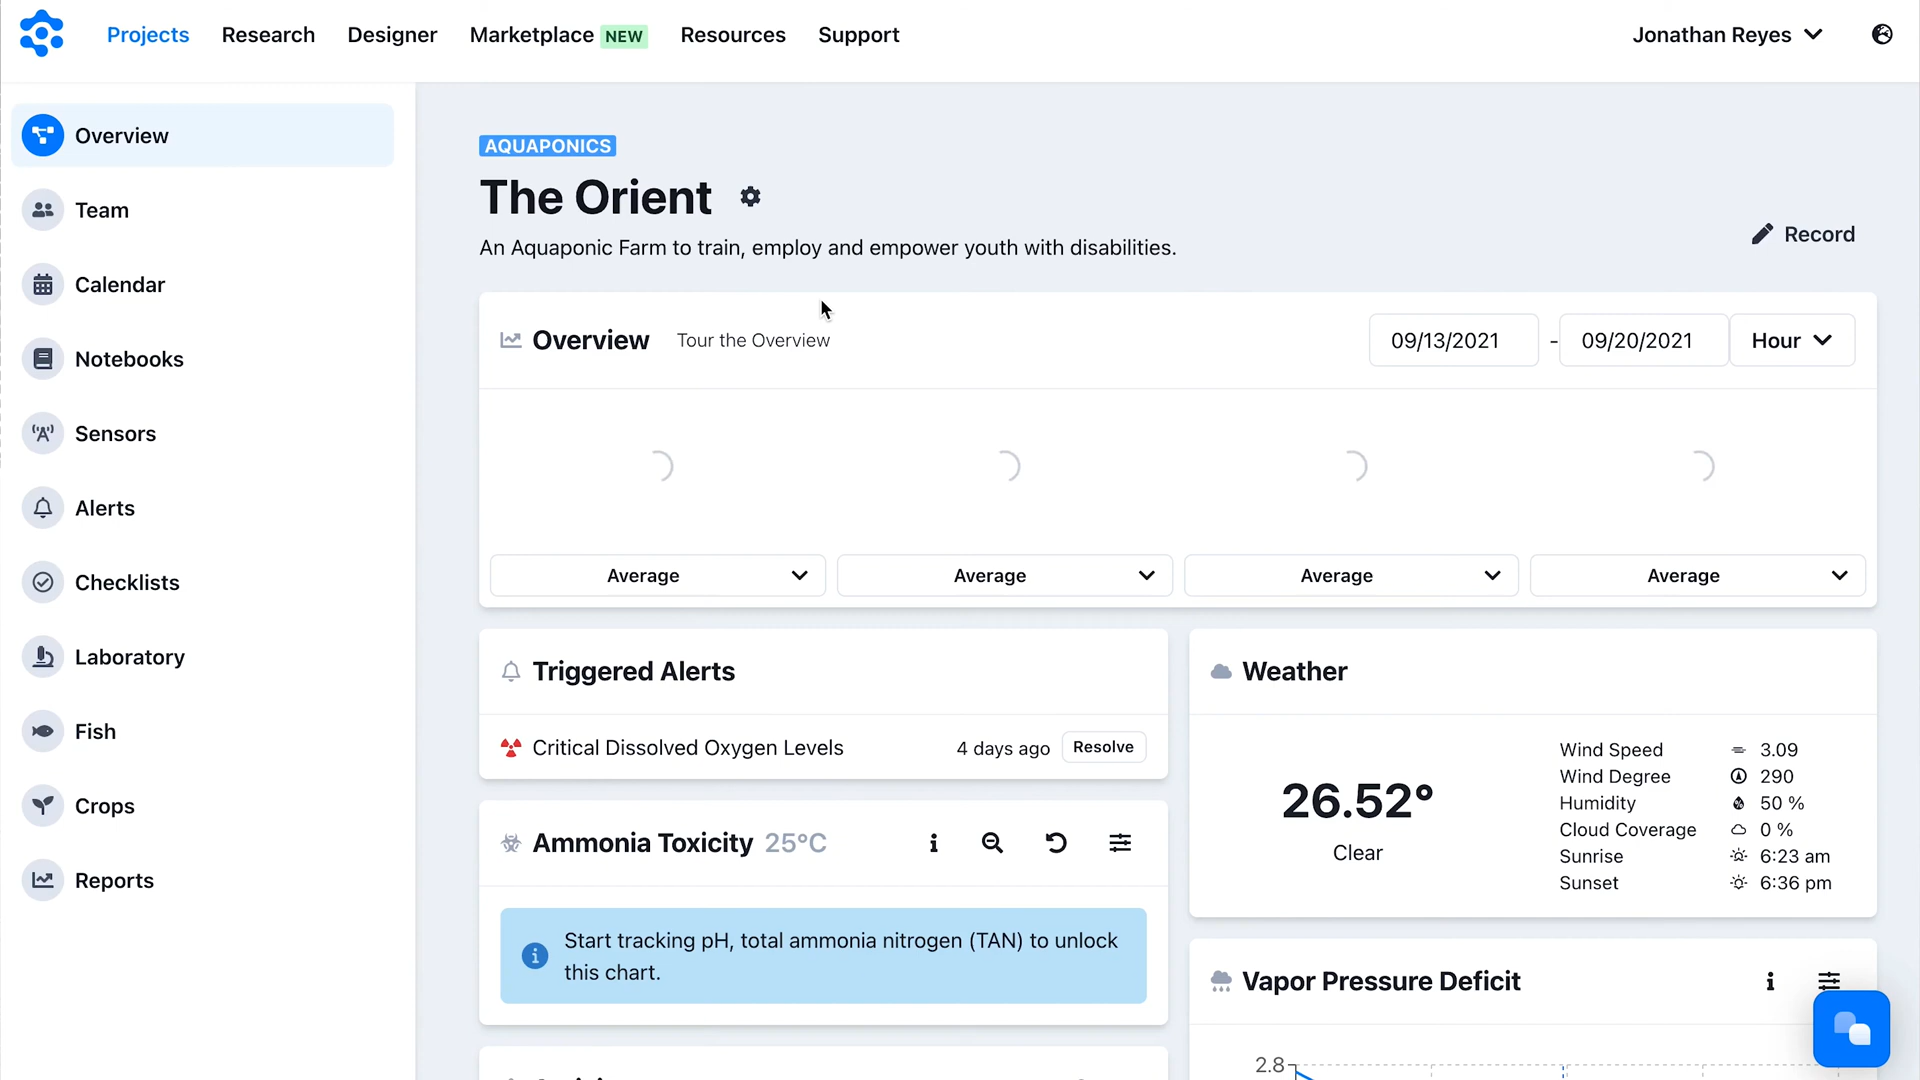 Projects
Research
Designer
Marketplace NEW
Resources
Support
Jonathan Reyes
Overview
Team
Calendar
Notebooks
Sensors
Alerts
Checklists
Laboratory
Fish
Crops
Reports
AQUAPONICS
The Orient
An Aquaponic Farm to train, employ and empower youth with disabilities.
Record
Overview
Tour the Overview
09/13/2021 - 09/20/2021
Hour
Average
Average
Average
Average
Triggered Alerts
Critical Dissolved Oxygen Levels 4 days ago Resolve
Ammonia Toxicity 25°C
Start tracking pH, total ammonia nitrogen (TAN) to unlock
this chart.
Weather
26.52°
Clear
Wind Speed 3.09
Wind Degree 290
Humidity 50 %
Cloud Coverage 0 %
Sunrise 6:23 am
Sunset 6:36 pm
Vapor Pressure Deficit
2.8